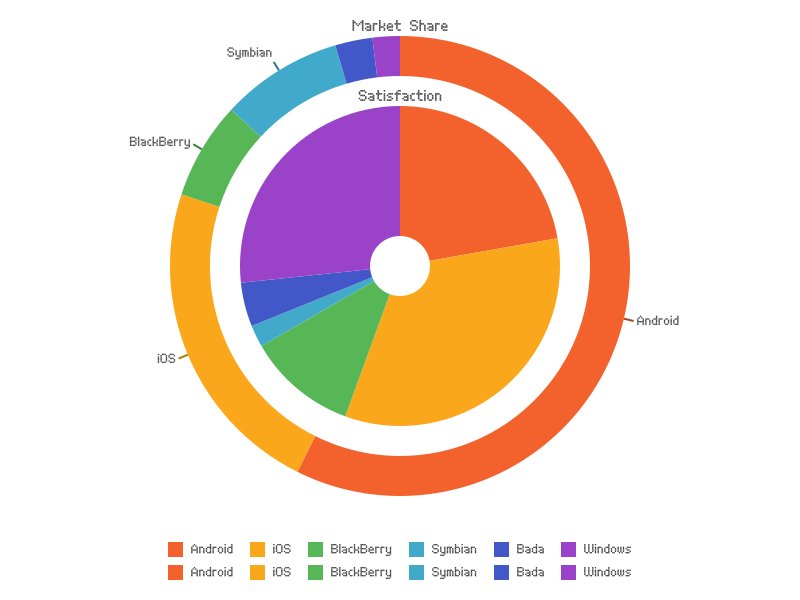 Market Share
Symbian
Satisfaction
BlackBerry
Android
iOS
Android iOS BlackBerry Symbian Bada Windows
Android iOS BlackBerry Symbian Bada Windows